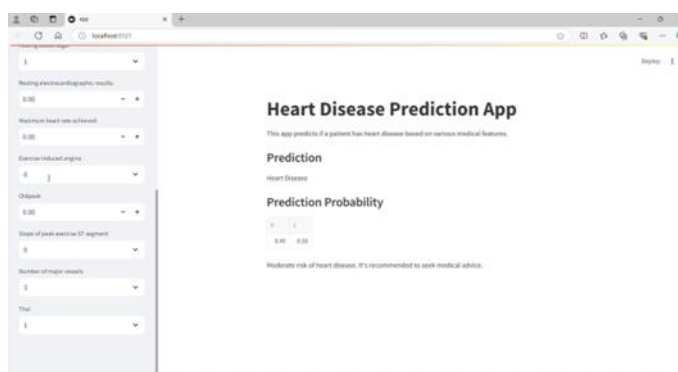 App
localhost:8501
Deploy
1
Resting electrocardiographic results
0.00
Maximum heart rate achieved
0.00
Exercise induced angina
0
Oldpeak
0.00
Slope of peak exercise ST segment
0
Number of major vessels
3
Thal
1
Heart Disease Prediction App
This app predicts if a patient has heart disease based on various medical features.
Prediction
Heart Disease
Prediction Probability
0 1
Moderate risk of heart disease. It's recommended to seek medical advice.